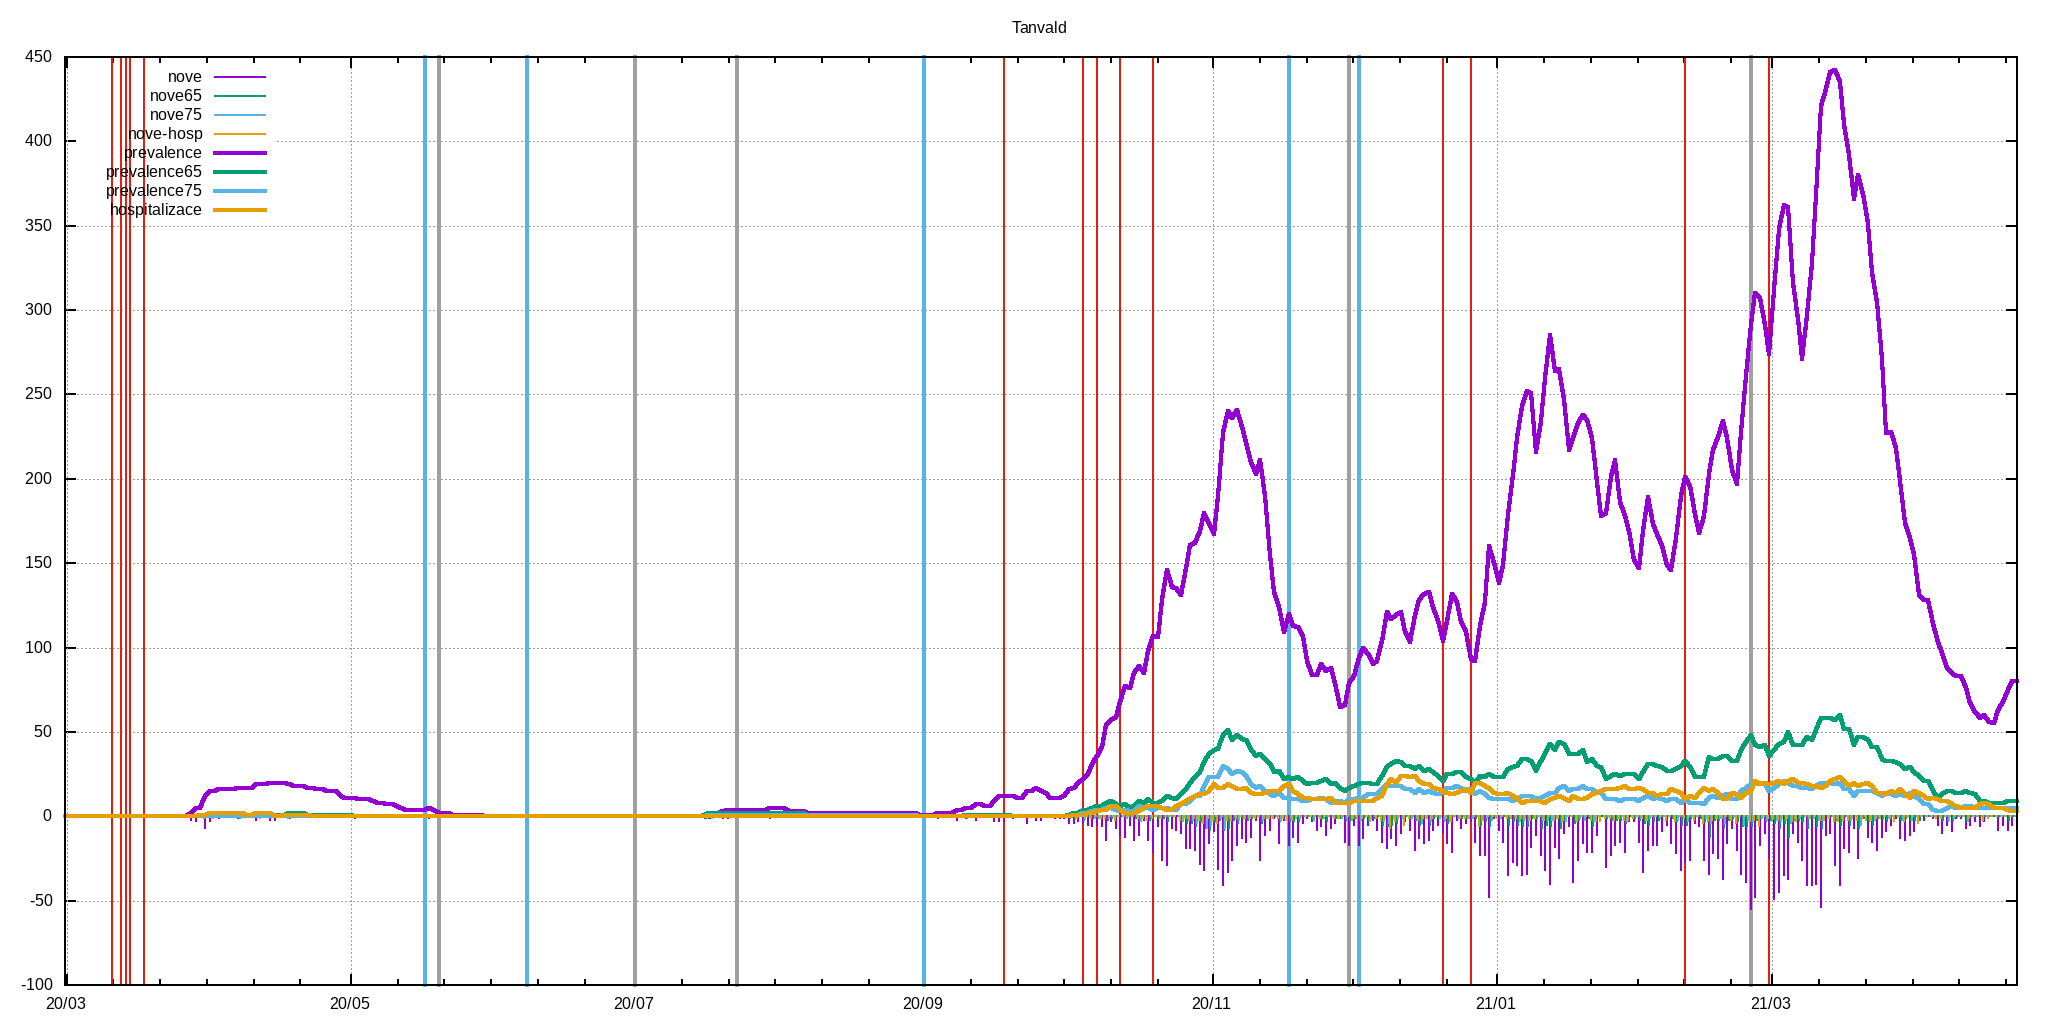 Tanvald
450
400
350
300
250
200
150
100
50
0
-50
-100
nove
nove65
nove75
nove-hosp
prevalence
prevalence65
prevalence75
hospitalizace
20/03 20/05 20/07 20/09 20/11 21/01 21/03